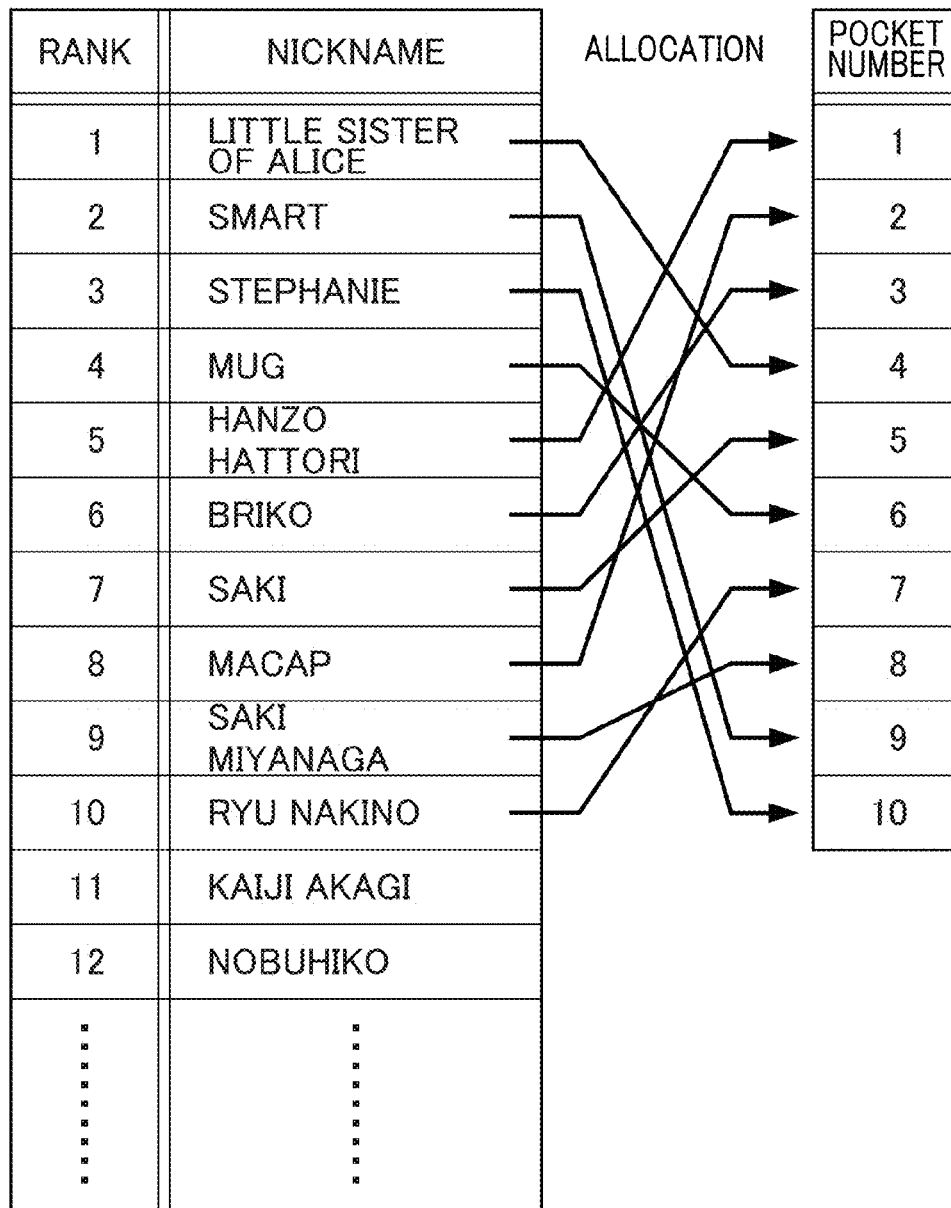 RANK NICKNAME ALLOCATION POCKET
NUMBER
1 LITTLE SISTER
OF ALICE 1
2 SMART 2
3 STEPHANIE 3
4 MUG 4
5 HANZO
HATTORI 5
6 BRIKO 6
7 SAKI 7
8 MACAP 8
9 SAKI
MIYANAGA 9
10 RYU NAKINO 10
11 KAIJI AKAGI
12 NOBUHIKO